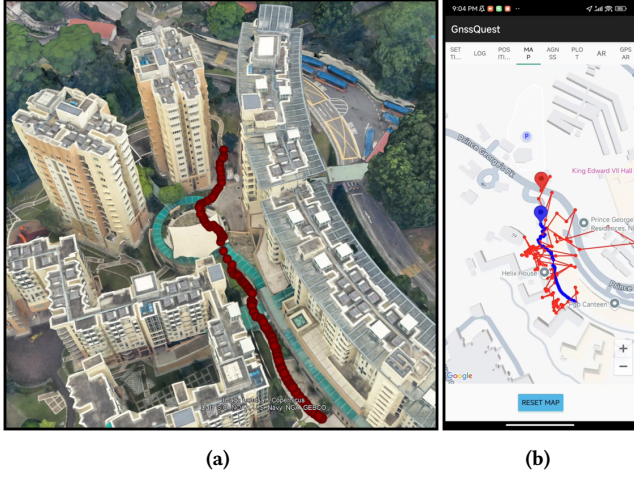 9:04 PM
GnssQuest
SET TI... LOG POS ITI... MA P AGN SS PLO T AR GPS AR
P
Prince George's Pk
King Edward VII Hall
Prince George's
Residences, N
Helix House
Canteen
Prince
Google
+
−
RESET MAP
(a)
(b)